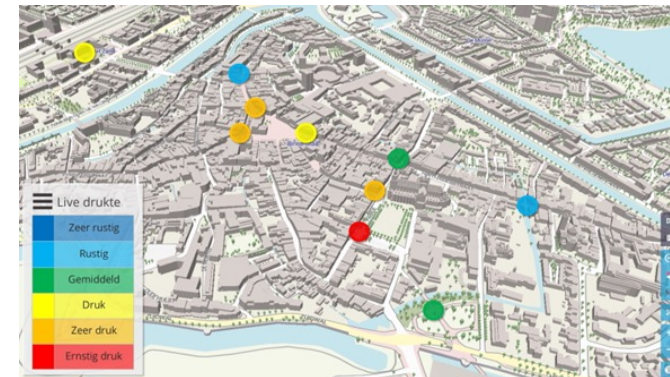 Live drukte
Zeer rustig
Rustig
Gemiddeld
Druk
Zeer druk
Ernstig druk